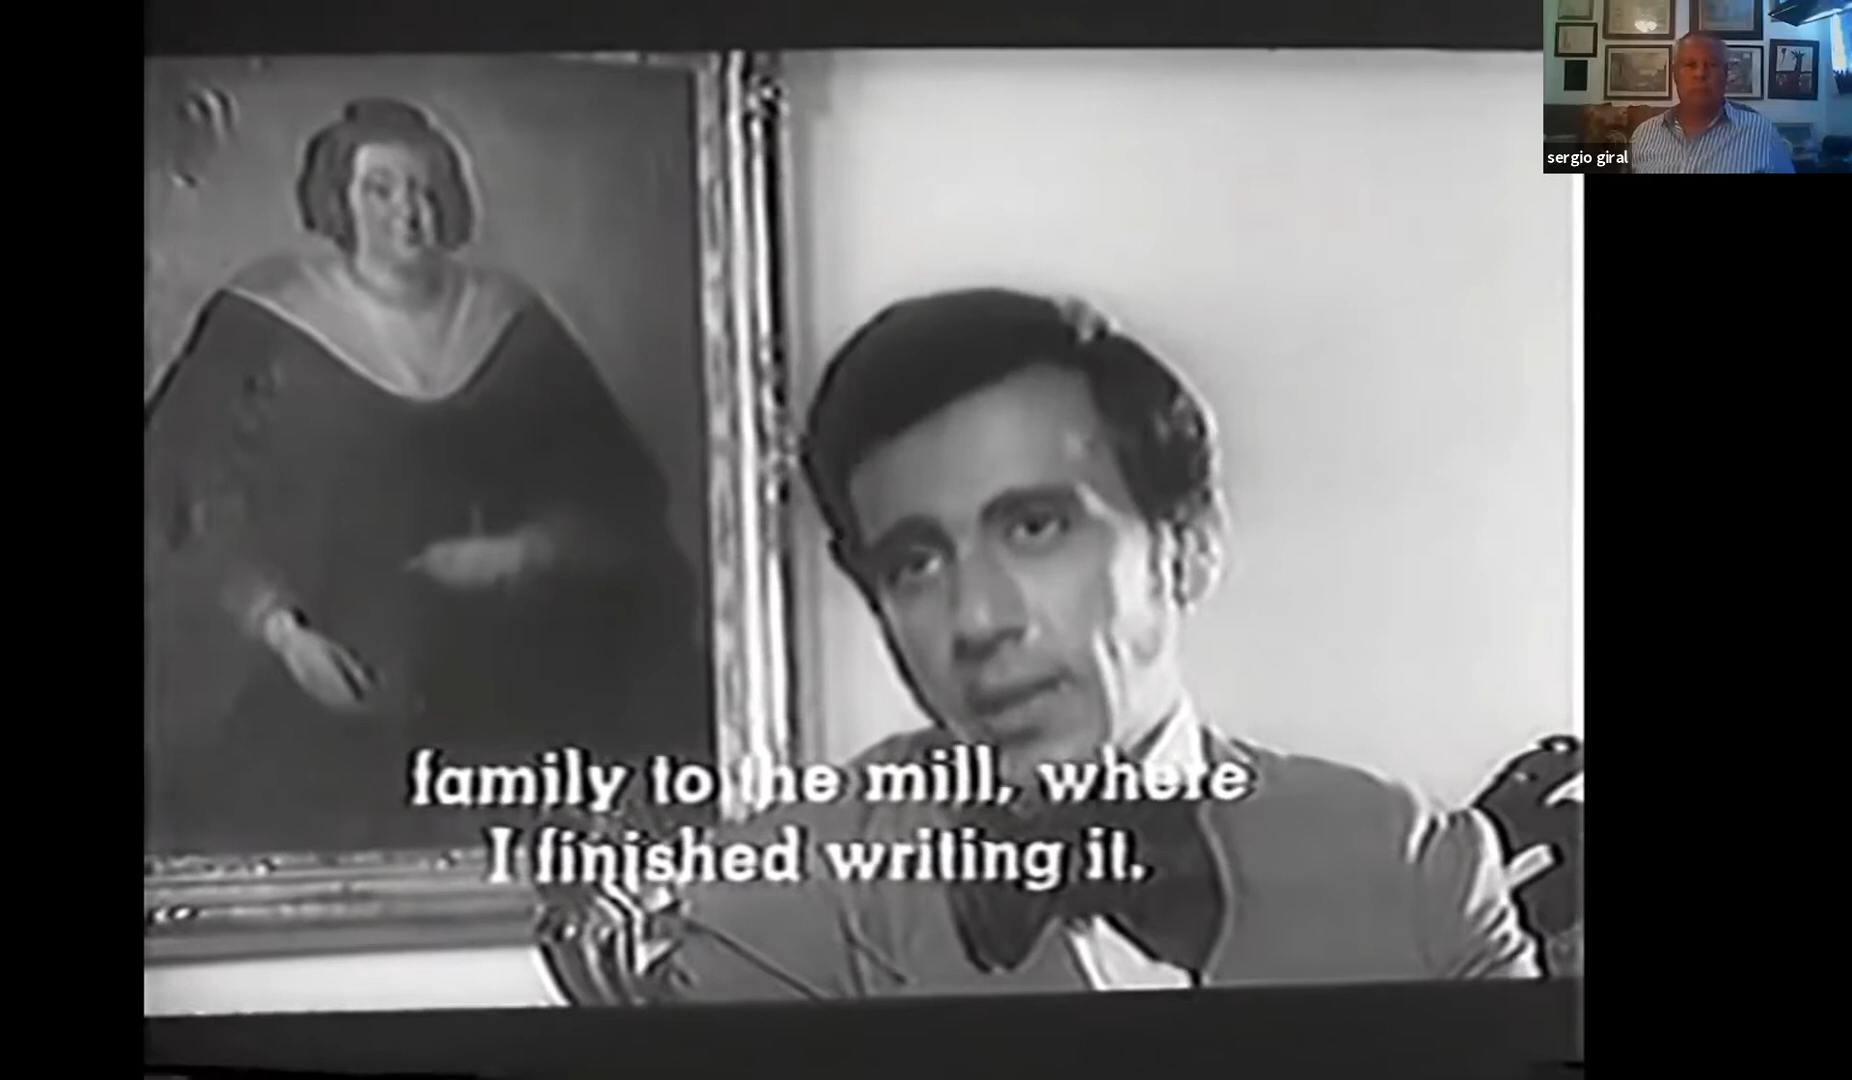 sergio giral
family to the mill, where
I finished writing it.